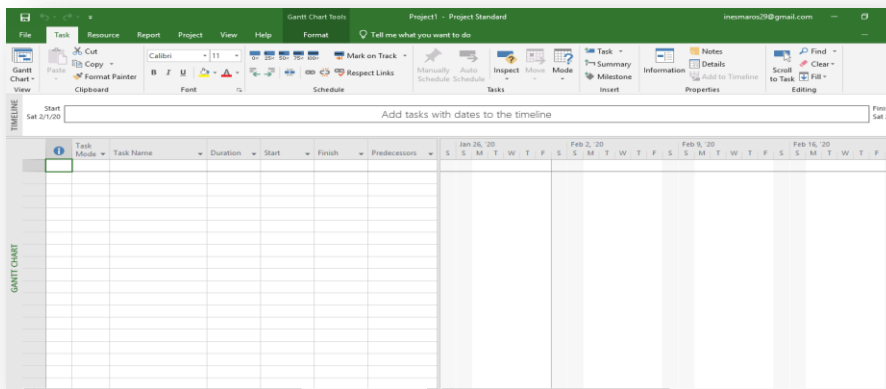 Gantt Chart Tools
Project1 - Project Standard
inesmaros29@gmail.com
File Task Resource Report Project View Help Format Tell me what you want to do
Gantt Chart
View
Paste
Cut
Copy
Format Painter
Clipboard
Calibri 11
B I U A
Font
0% 25% 50% 75% 100%
Mark on Track
Respect Links
Schedule
Manually Schedule
Auto Schedule
Inspect
Move
Mode
Tasks
Task
Summary
Milestone
Insert
Information
Notes
Details
Add to Timeline
Properties
Scroll to Task
Find
Clear
Fill
Editing
TIMELINE
Start
Sat 2/1/20
Add tasks with dates to the timeline
Sat
Task Mode
Task Name
Duration
Start
Finish
Predecessors
Jan 26, '20
Feb 2, '20
Feb 9, '20
Feb 16, '20
S S M T W T F S S M T W T F S S M T W T F S S M T W T F
GANTT CHART